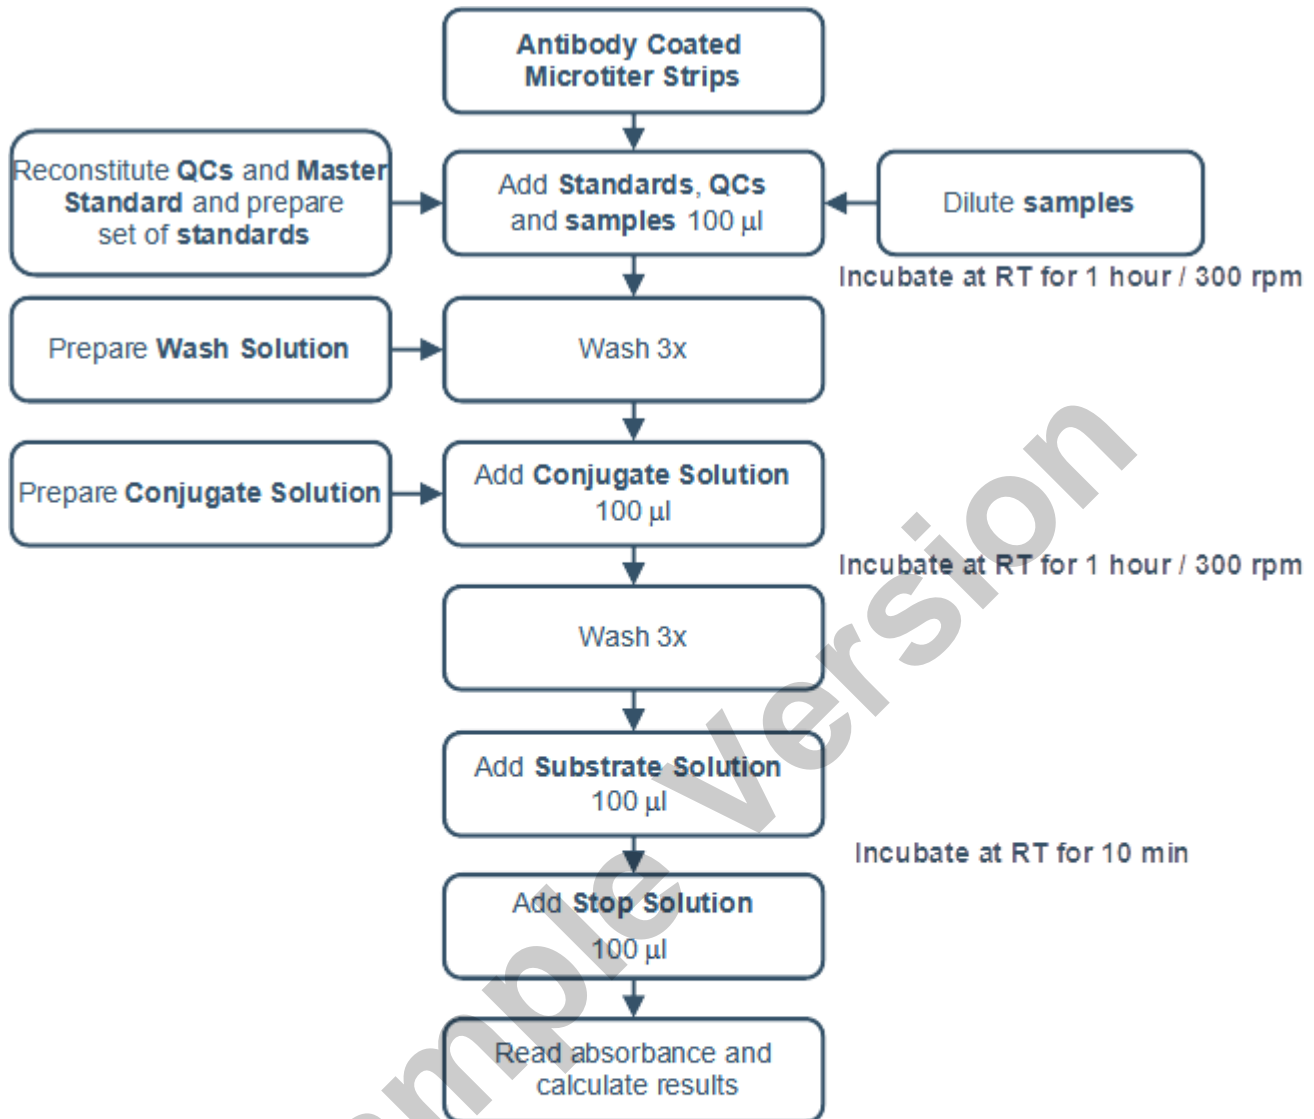 Antibody Coated
Microtiter Strips
Reconstitute QCs and Master
Standard and prepare
set of standards
Add Standards, QCs
and samples 100 µl
Dilute samples
Incubate at RT for 1 hour / 300 rpm
Prepare Wash Solution
Wash 3x
Prepare Conjugate Solution
Add Conjugate Solution
100 µl
Incubate at RT for 1 hour / 300 rpm
Wash 3x
Add Substrate Solution
100 µl
Incubate at RT for 10 min
Add Stop Solution
100 µl
Read absorbance and
calculate results
Version